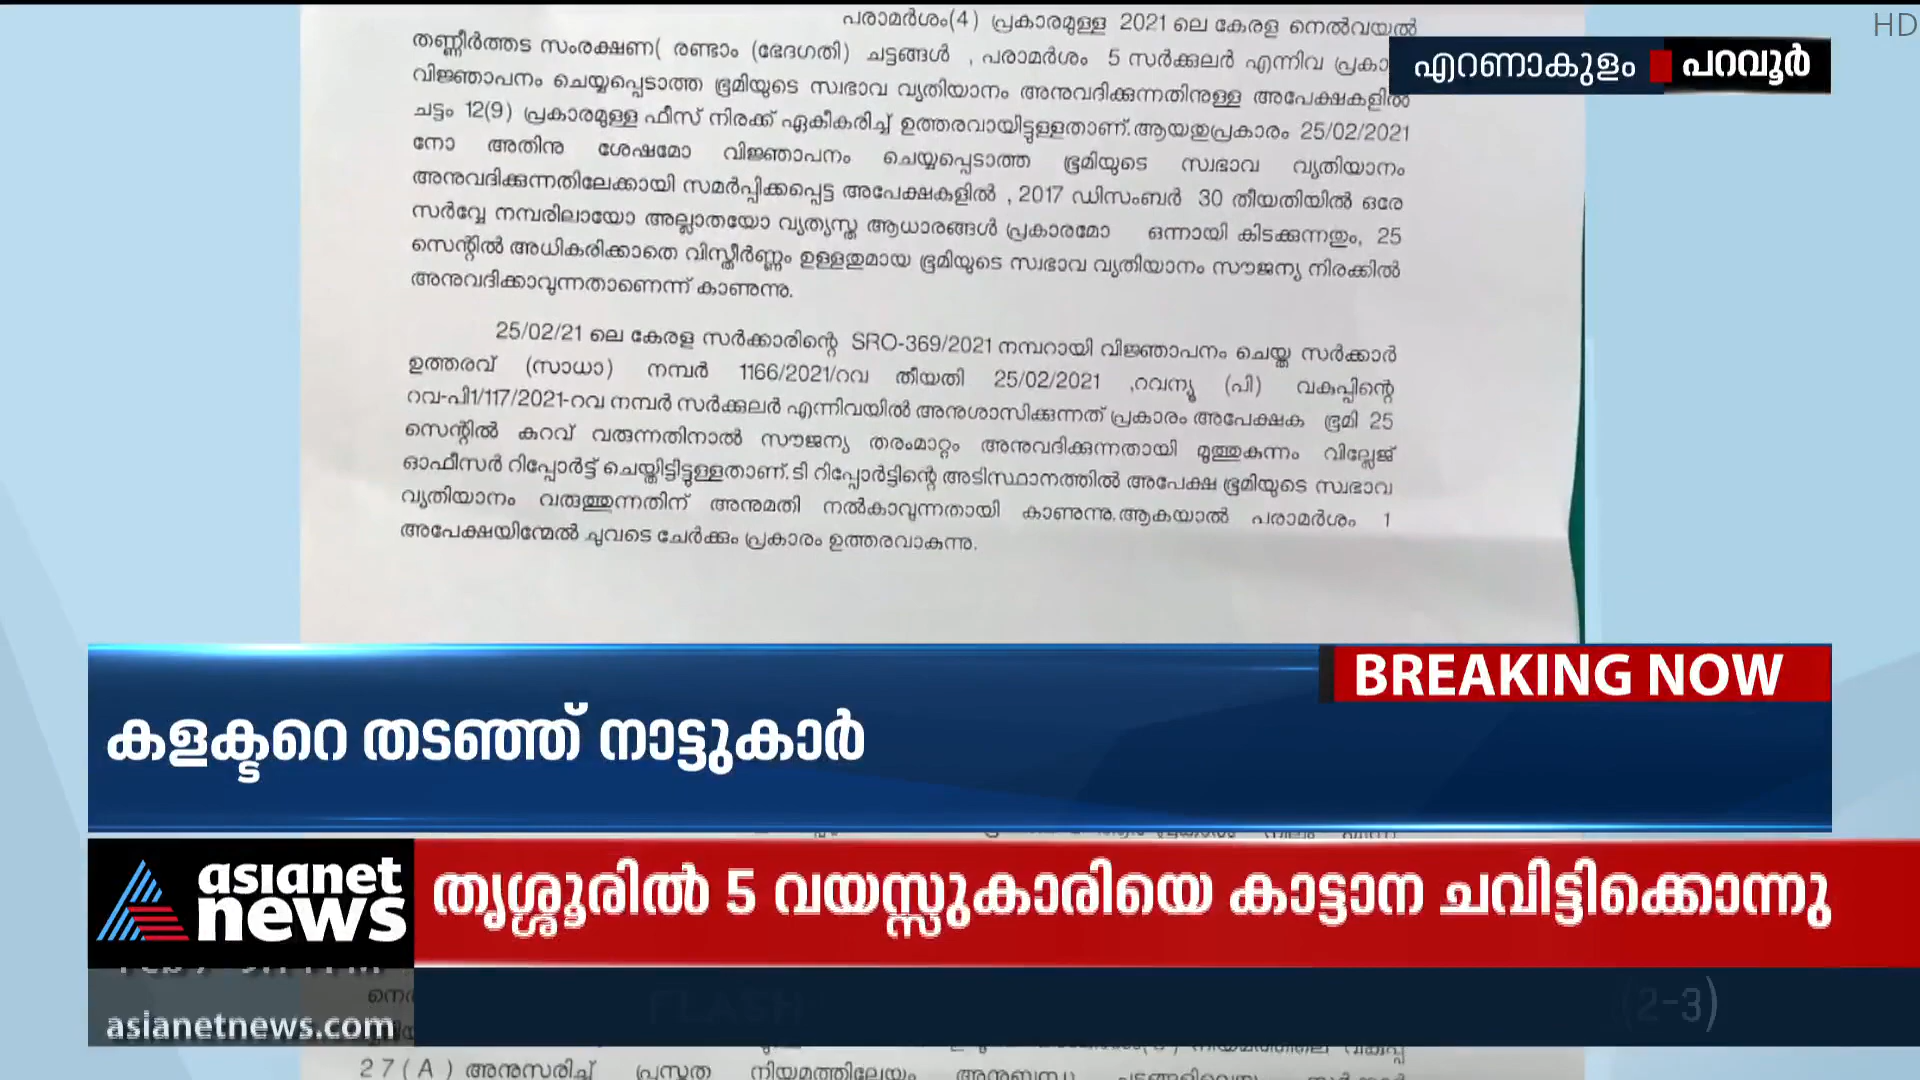 HD
പരാമർശം(4) പ്രകാരമുള്ള 2021 ലെ കേരള നെൽവയൽ
തണ്ണീർത്തട സംരക്ഷണ( രണ്ടാം (ഭേദഗതി) ചട്ടങ്ങൾ , പരാമർശം 5 സർക്കുലർ എന്നിവ
എറണാകുളം പറവൂർ
വിജ്ഞാപനം ചെയ്യപ്പെടാത്ത ഭൂമിയുടെ സ്വഭാവ വ്യതിയാനം അനുവദിക്കുന്നതിനുള്ള അപേക്ഷകളിൽ
ചട്ടം 12(9) പ്രകാരമുള്ള ഫീസ് നിരക്ക് ഏകീകരിച്ച് ഉത്തരവായിട്ടുള്ളതാണ്.ആയതുപ്രകാരം 25/02/2021
നോ അതിനു ശേഷമോ വിജ്ഞാപനം ചെയ്യപ്പെടാത്ത ഭൂമിയുടെ സ്വഭാവ വ്യതിയാനം
അനുവദിക്കുന്നതിലേക്കായി സമർപ്പിക്കപ്പെട്ട അപേക്ഷകളിൽ , 2017 ഡിസംബർ 30 തീയതിയിൽ ഒരേ
സർവ്വേ നമ്പരിലായോ അല്ലാതയോ വ്യത്യസ്ത ആധാരങ്ങൾ പ്രകാരമോ ഒന്നായി കിടക്കുന്നതും, 25
സെന്റിൽ അധികരിക്കാതെ വിസ്തീർണ്ണം ഉള്ളതുമായ ഭൂമിയുടെ സ്വഭാവ വ്യതിയാനം സൗജന്യ നിരക്കിൽ
അനുവദിക്കാവുന്നതാണെന്ന് കാണുന്നു.
25/02/21 ലെ കേരള സർക്കാരിന്റെ SRO-369/2021 നമ്പറായി വിജ്ഞാപനം ചെയ്ത സർക്കാർ
ഉത്തരവ് (സാധാ) നമ്പർ 1166/2021/റവ തീയതി 25/02/2021 ,റവന്യൂ (പി) വകുപ്പിന്റെ
റവ-പി1/117/2021-റവ നമ്പർ സർക്കുലർ എന്നിവയിൽ അനുശാസിക്കുന്നത് പ്രകാരം അപേക്ഷക ഭൂമി 25
സെന്റിൽ കുറവ് വരുന്നതിനാൽ സൗജന്യ തരംമാറ്റം അനുവദിക്കുന്നതായി മൂത്തകുന്നം വില്ലേജ്
ഓഫീസർ റിപ്പോർട്ട് ചെയ്തിട്ടിട്ടുള്ളതാണ്.ടി റിപ്പോർട്ടിന്റെ അടിസ്ഥാനത്തിൽ അപേക്ഷ ഭൂമിയുടെ സ്വഭാവ
വ്യതിയാനം വരുത്തുന്നതിന് അനുമതി നൽകാവുന്നതായി കാണുന്നു.ആകയാൽ പരാമർശം 1
അപേക്ഷയിന്മേൽ ചുവടെ ചേർക്കും പ്രകാരം ഉത്തരവാകുന്നു.
BREAKING NOW
കളക്ടറെ തടഞ്ഞ് നാട്ടുകാർ
asianet news
തൃശ്ശൂരിൽ 5 വയസ്സുകാരിയെ കാട്ടാന ചവിട്ടിക്കൊന്നു
FLASH (2-3)
asianetnews.com
27(A) അനുസരിച്ച് പ്രസ്തുത